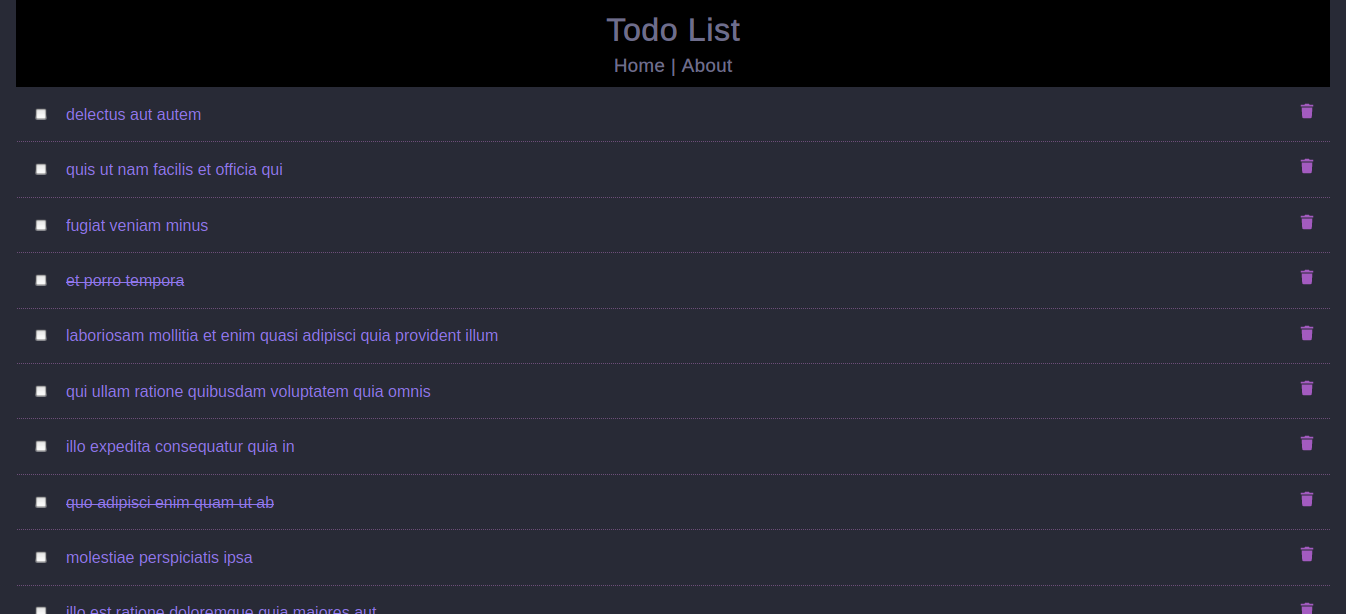 Todo List
Home | About
delectus aut autem
quis ut nam facilis et officia qui
fugiat veniam minus
et porro tempora
laboriosam mollitia et enim quasi adipisci quia provident illum
qui ullam ratione quibusdam voluptatem quia omnis
illo expedita consequatur quia in
quo adipisci enim quam ut ab
molestiae perspiciatis ipsa
illo est ratione doloremque quia maiores aut